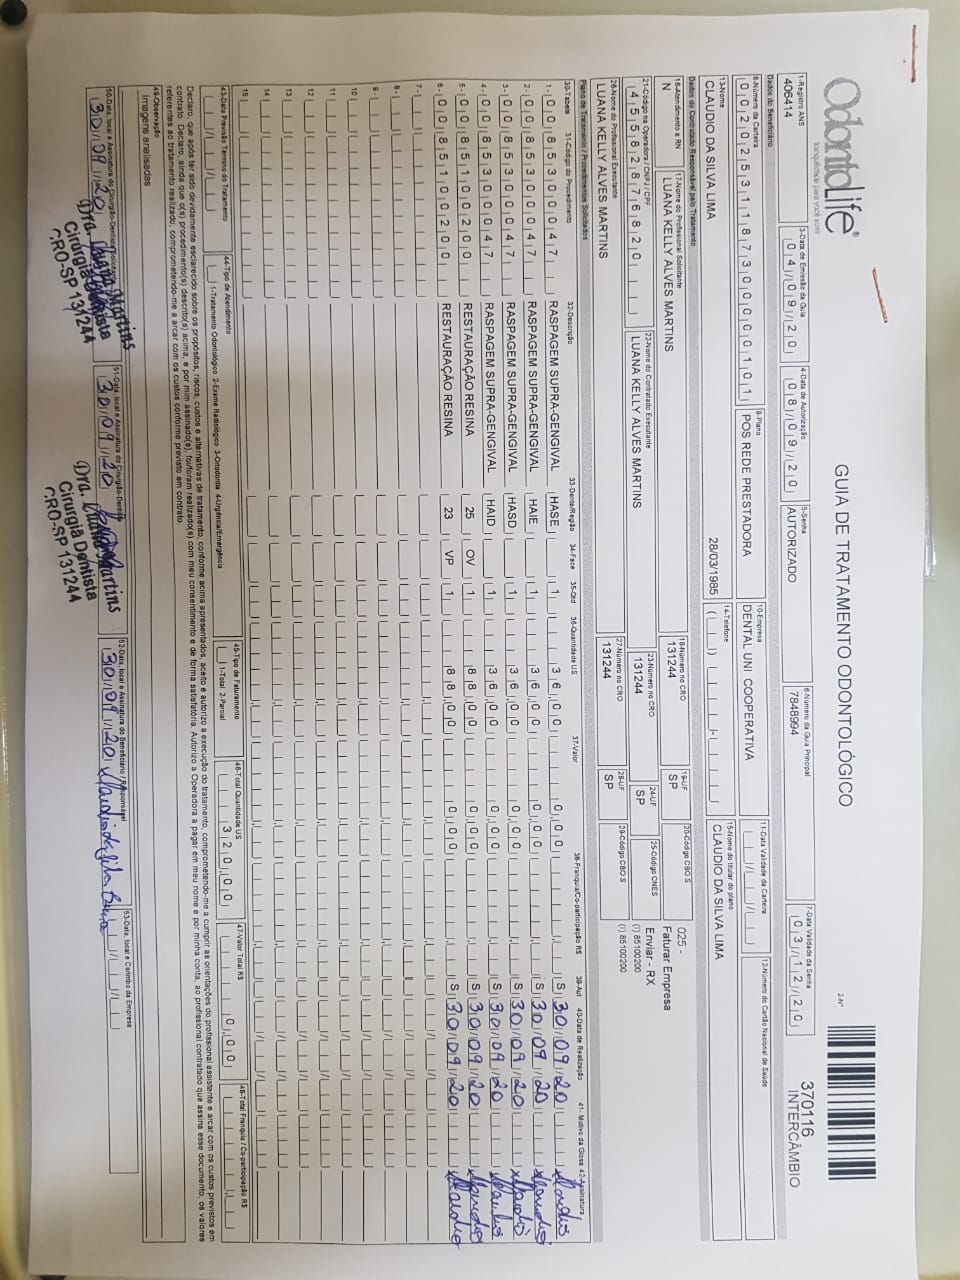 Odontolife®
tranquilidade para você sorrir
GUIA DE TRATAMENTO ODONTOLÓGICO
2-Nº
370116
INTERCÂMBIO
1-Registro ANS
406414
3-Data de Emissão da Guia
04/09/20
4-Data de Autorização
08/09/20
5-Senha
AUTORIZADO
6-Número da Guia Principal
7848994
7-Data Validade da Senha
03/12/20
Dados do Beneficiário
8-Número da Carteira
00202531187300000101
9-Plano
POS REDE PRESTADORA
10-Empresa
DENTAL UNI COOPERATIVA
11-Data Validade da Carteira
12-Número do Cartão Nacional de Saúde
13-Nome
CLAUDIO DA SILVA LIMA
28/03/1985
14-Telefone
15-Nome do titular do plano
CLAUDIO DA SILVA LIMA
Dados do Contratado Responsável pelo Tratamento
16-Atendimento a RN
N
17-Nome do Profissional Solicitante
LUANA KELLY ALVES MARTINS
18-Número no CRO
131244
19-UF
SP
20-Código CBO S
025 -
Faturar Empresa
21-Código na Operadora / CNPJ / CPF
45582876820
22-Nome do Contratado Executante
LUANA KELLY ALVES MARTINS
23-Número no CRO
131244
24-UF
SP
25-Código CNES
Enviar - RX
26-Nome do Profissional Executante
LUANA KELLY ALVES MARTINS
27-Número no CRO
131244
28-UF
SP
29-Código CBO S
(I) 85100200
(I) 85100200
Plano de Tratamento / Procedimentos Solicitados
30-Tabela 31-Código do Procedimento 32-Descrição 33-Dente/Região 34-Face 35-Qtd 36-Quantidade US 37-Valor 38-Franquia/Co-participação R$ 39-Aut 40-Data de Realização 41- Motivo da Glosa 42-Assinatura
1- 00 85300047 RASPAGEM SUPRA-GENGIVAL HASE 1 36,00 0,00 S 30/09/20 Claudio
2- 00 85300047 RASPAGEM SUPRA-GENGIVAL HAIE 1 36,00 0,00 S 30/09/20 Claudio
3- 00 85300047 RASPAGEM SUPRA-GENGIVAL HASD 1 36,00 0,00 S 30/09/20 Claudio
4- 00 85300047 RASPAGEM SUPRA-GENGIVAL HAID 1 36,00 0,00 S 30/09/20 Claudio
5- 00 85100200 RESTAURAÇÃO RESINA 25 OV 1 88,00 0,00 S 30/09/20 Claudio
6- 00 85100200 RESTAURAÇÃO RESINA 23 VP 1 88,00 0,00 S 30/09/20 Claudio
7-
8-
9-
10
11
12
13
14
15
43-Data Previsão Término do Tratamento
44-Tipo de Atendimento
1-Tratamento Odontológico 2-Exame Radiológico 3-Ortodontia 4-Urgência/Emergência
45-Tipo de Faturamento
1-Total 2-Parcial
46-Total Quantidade US
320,00
47-Valor Total R$
0,00
48-Total Franquia / Co-participação R$
Declaro, que após ter sido devidamente esclarecido sobre os propósitos, riscos, custos e alternativas de tratamento, conforme acima apresentados, aceito e autorizo a execução do tratamento, comprometendo-me a cumprir as orientações do profissional assistente e arcar com os custos previstos em
contrato. Declaro, ainda que o(s) procedimento(s) descrito(s) acima, e por mim assinado(s), foi/foram realizado(s) com meu consentimento e de forma satisfatória. Autorizo a Operadora a pagar em meu nome e por minha conta, ao profissional contratado que assina esse documento, os valores
referentes ao tratamento realizado, comprometendo-me a arcar com os custos conforme previsto em contrato.
49-Observação
Imagens analisadas
50-Data, local e Assinatura do Cirurgião-Dentista Solicitante
30/09/20
51-Data, local e Assinatura do Cirurgião-Dentista
30/09/20
52-Data, local e Assinatura do Beneficiário / Responsável
30/09/20
53-Data, local e Carimbo da Empresa
Dra. Luana Martins
Cirurgiã Dentista
CRO-SP 131244
Dra. Luana Martins
Cirurgiã Dentista
CRO-SP 131244